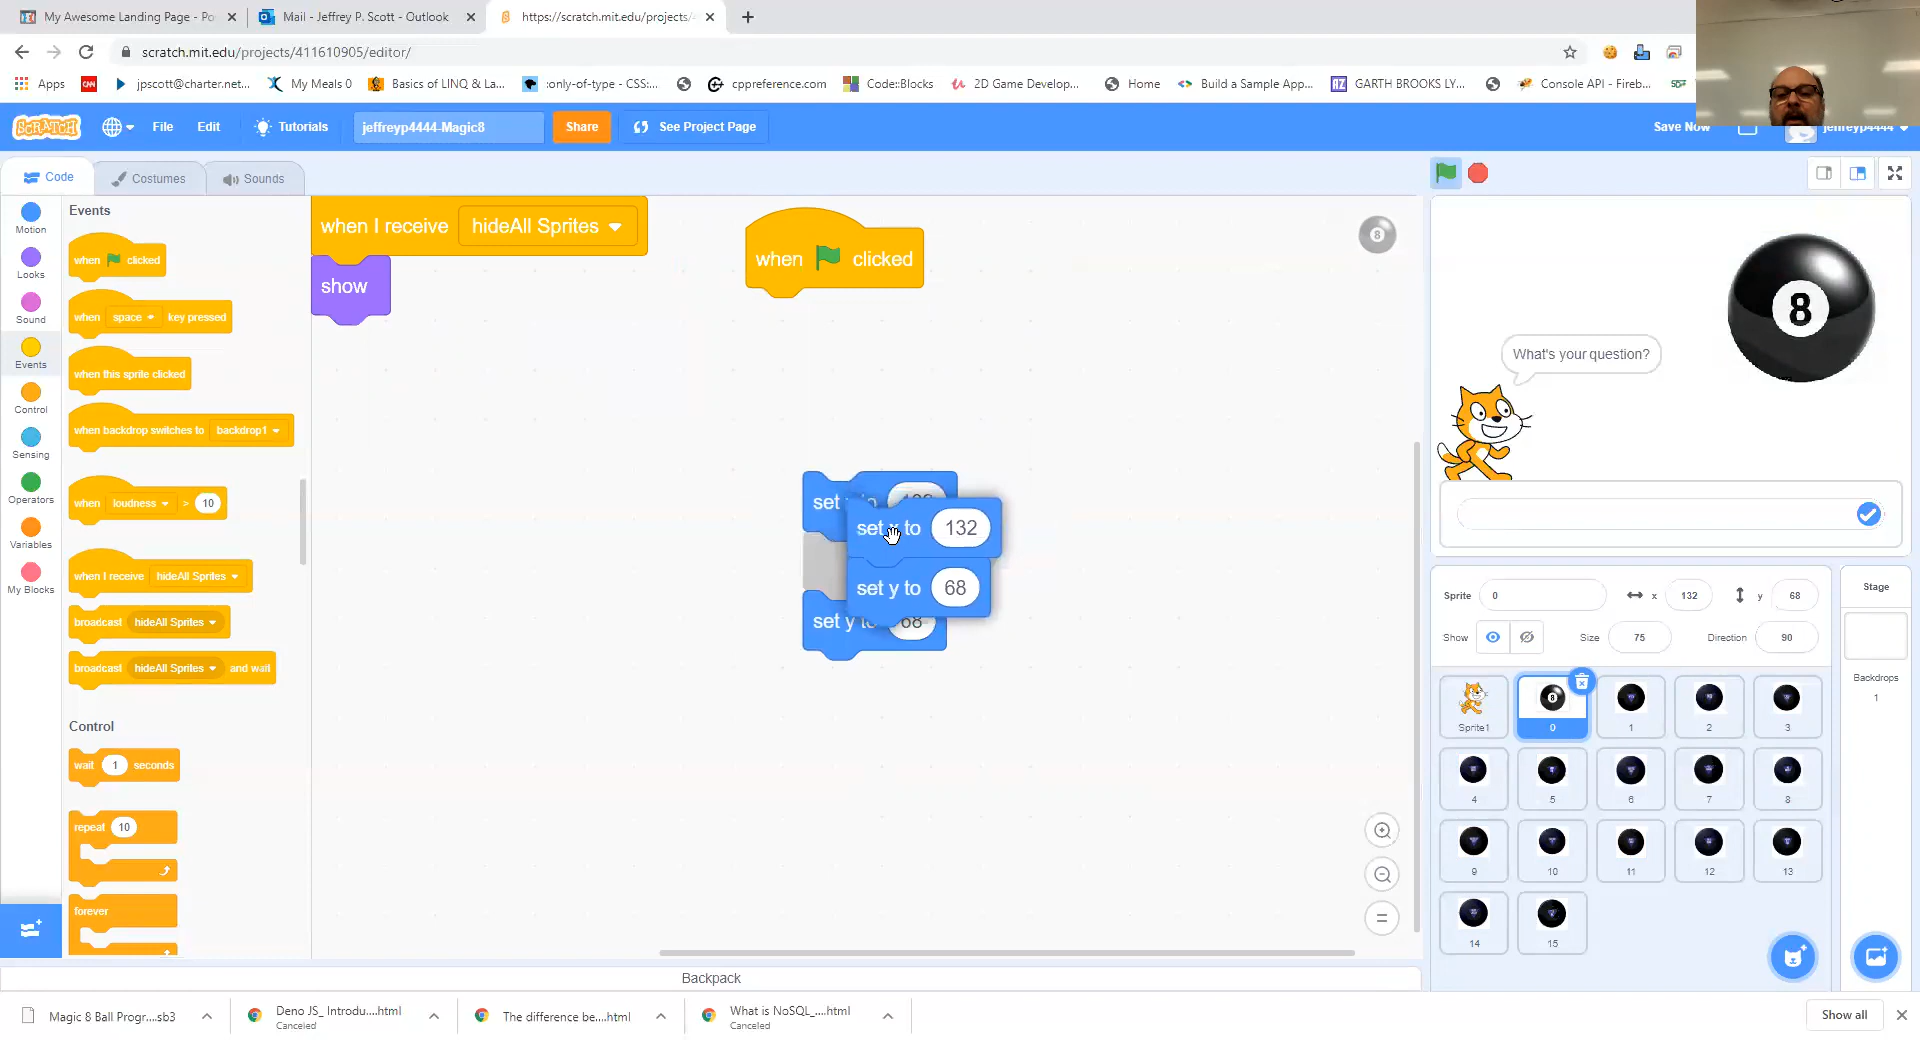 My Awesome Landing Page - Po
Mail - Jeffrey P. Scott - Outlook
https://scratch.mit.edu/projects/4
scratch.mit.edu/projects/411610905/editor/
Apps
CNN
jpscott@charter.net...
My Meals 0
Basics of LINQ & La...
:only-of-type - CSS:...
cppreference.com
Code::Blocks
2D Game Develop...
Home
Build a Sample App...
GARTH BROOKS LY...
Console API - Fireb...
SCRATCH
File
Edit
Tutorials
jeffreyp4444-Magic8
Share
See Project Page
Save Now
jeffreyp4444
Code
Costumes
Sounds
Motion
Looks
Sound
Events
Control
Sensing
Operators
Variables
My Blocks
Events
when clicked
when space key pressed
when this sprite clicked
when backdrop switches to backdrop1
when loudness > 10
when I receive hideAll Sprites
broadcast hideAll Sprites
broadcast hideAll Sprites and wait
Control
wait 1 seconds
repeat 10
forever
when I receive hideAll Sprites
show
when clicked
8
set
set x to 132
set y to 68
set y to 68
Backpack
What's your question?
8
Sprite 0 x 132 y 68
Show Size 75 Direction 90
Sprite1 0 1 2 3
4 5 6 7 8
9 10 11 12 13
14 15
Stage
Backdrops
1
Magic 8 Ball Progr....sb3
Deno JS_ Introdu....html
Canceled
The difference be....html
What is NoSQL_....html
Canceled
Show all